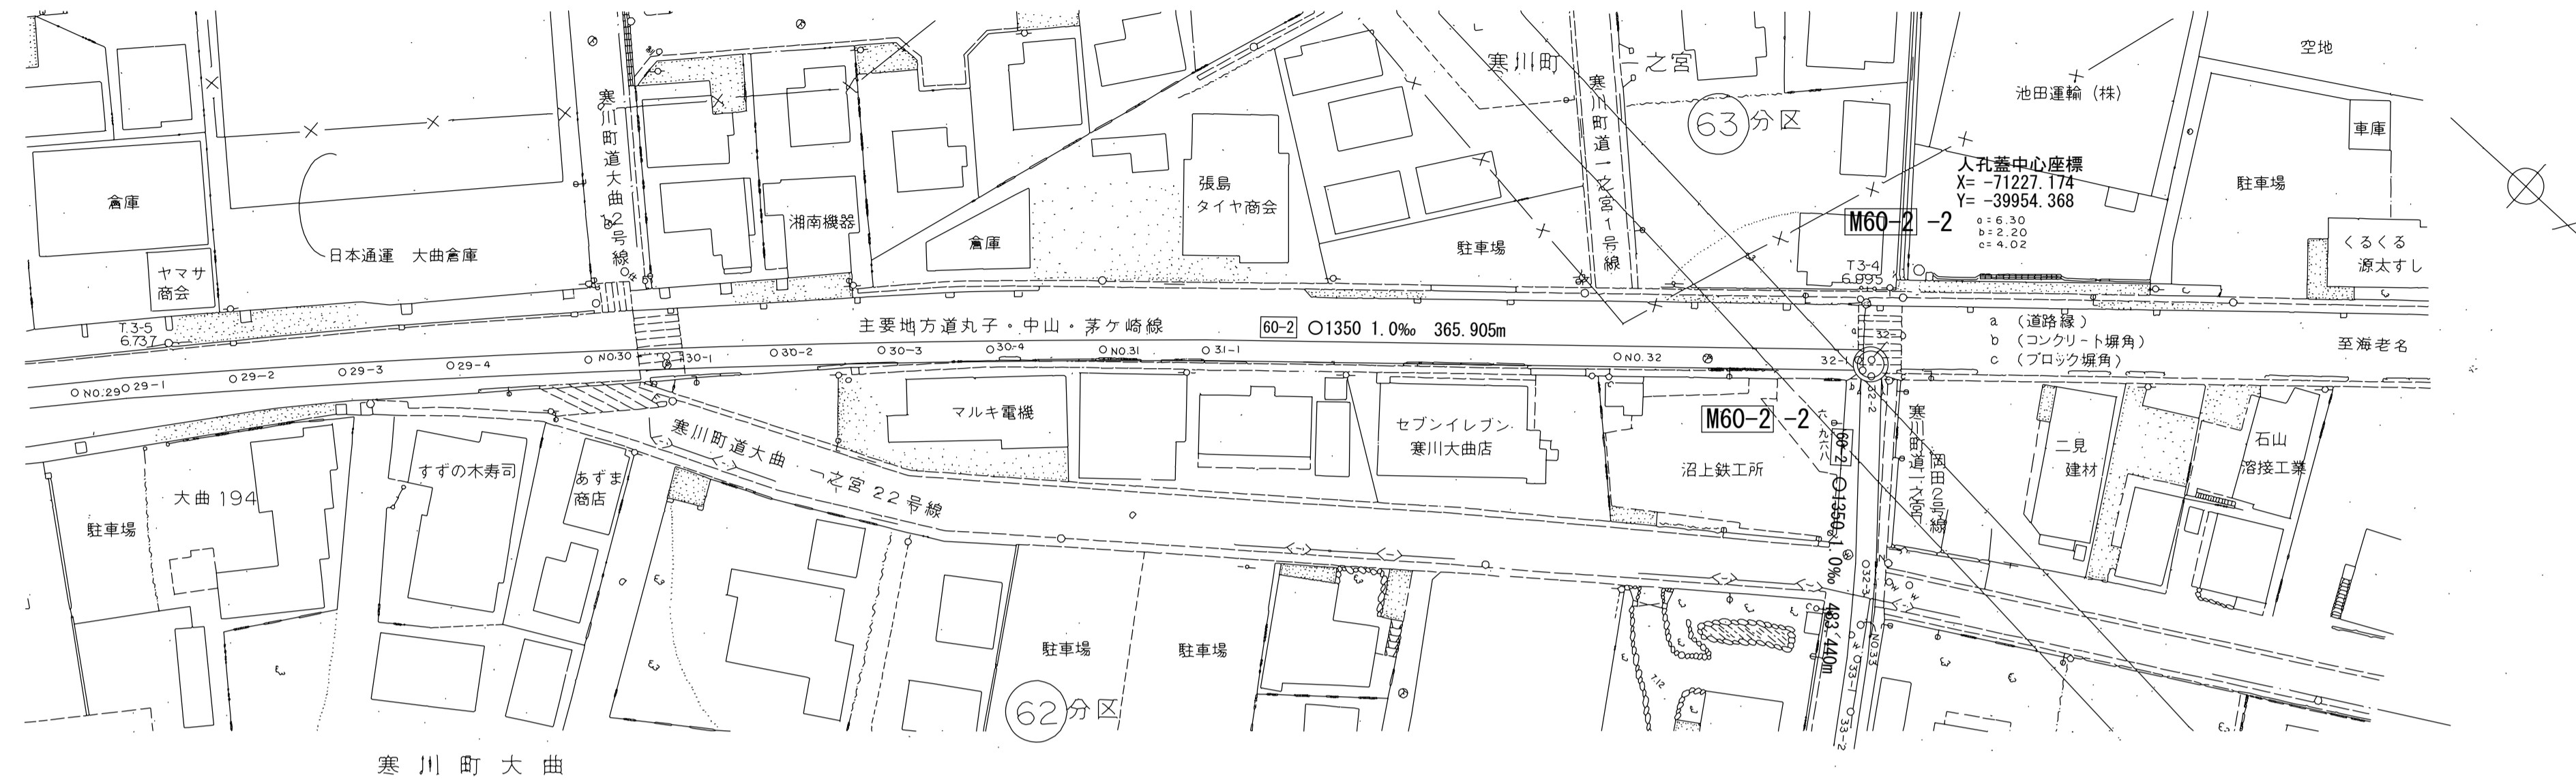 寒川町
一之宮
空地
63 分区
池田運輸(株)
車庫
人孔蓋中心座標
X= -71227.174
Y= -39954.368
駐車場
a=6.30
b=2.20
c=4.02
M60-2 -2
寒川町道大曲12号線
寒川町道一之宮1号線
倉庫
張島
タイヤ商会
湘南機器
倉庫
駐車場
日本通運 大曲倉庫
ヤマサ
商会
くるくる
源太すし
T3-4
6.995
T.3-5
6.737
主要地方道丸子・中山・茅ケ崎線
60-2 ○1350 1.0‰ 365.905m
a (道路縁)
b (コンクリート塀角)
c (ブロック塀角)
至海老名
NO.29
29-1
29-2
29-3
29-4
NO.30
30-1
30-2
30-3
30-4
NO.31
31-1
NO.32
32-1
32-2
マルキ電機
セブンイレブン
寒川大曲店
M60-2 -2
沼上鉄工所
60-2 ○1350 1.0‰ 483.440m
寒川町道一之宮
岡田2号線
二見
建材
石山
溶接工業
寒川町道大曲 一之宮22号線
すずの木寿司
あずま
商店
大曲 194
駐車場
32-3
NO.33
33-1
33-2
駐車場
駐車場
7.12
62 分区
寒川町大曲